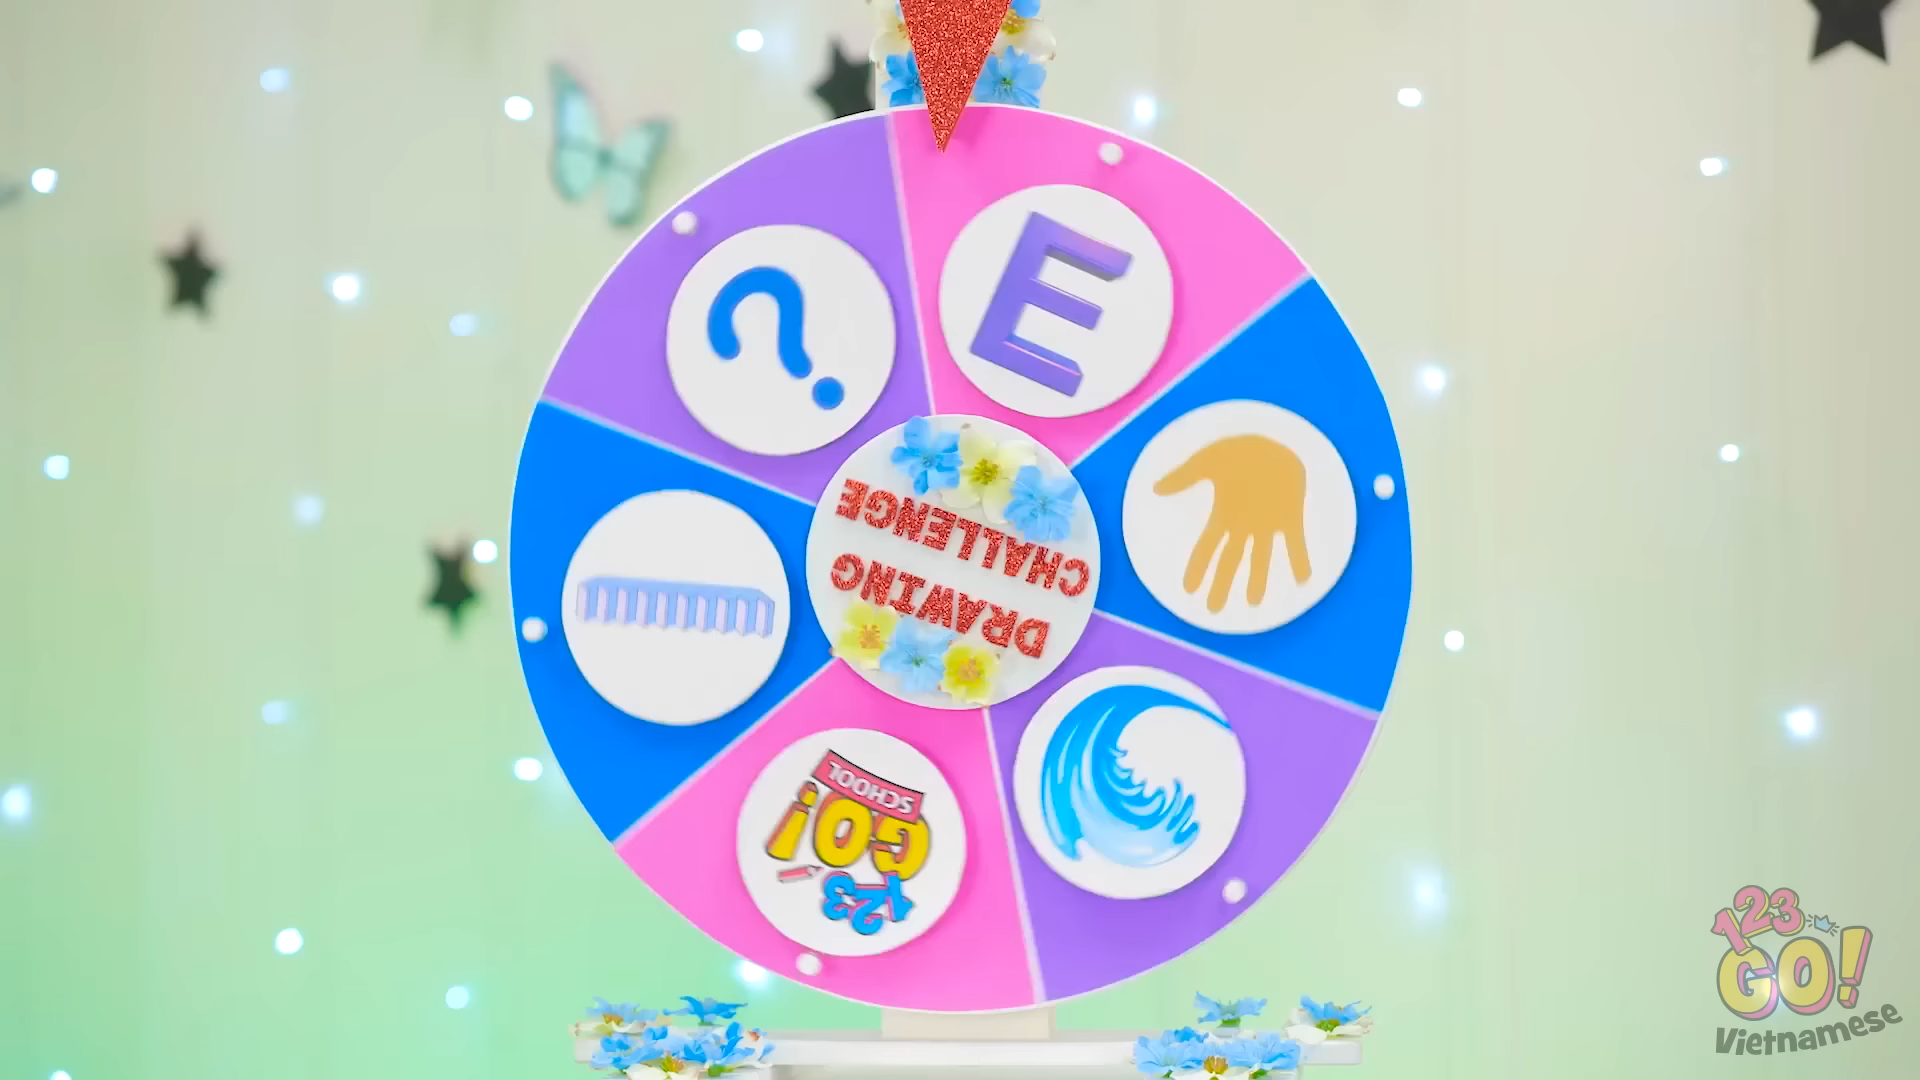 ?
E
DRAWING
CHALLENGE
123
GO!
SCHOOL
123
GO!
Vietnamese